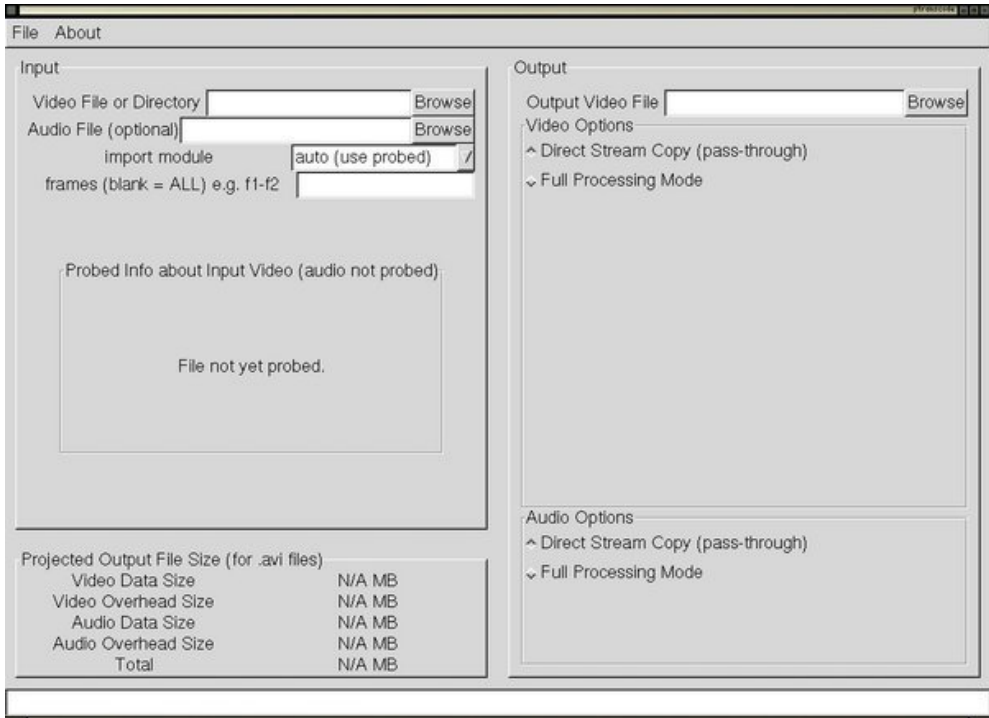 File About
Input
Video File or Directory Browse
Audio File (optional) Browse
import module auto (use probed)
frames (blank = ALL) e.g. f1-f2
Probed Info about Input Video (audio not probed)
File not yet probed.
Projected Output File Size (for .avi files)
Video Data Size N/A MB
Video Overhead Size N/A MB
Audio Data Size N/A MB
Audio Overhead Size N/A MB
Total N/A MB
Output
Output Video File Browse
Video Options
Direct Stream Copy (pass-through)
Full Processing Mode
Audio Options
Direct Stream Copy (pass-through)
Full Processing Mode